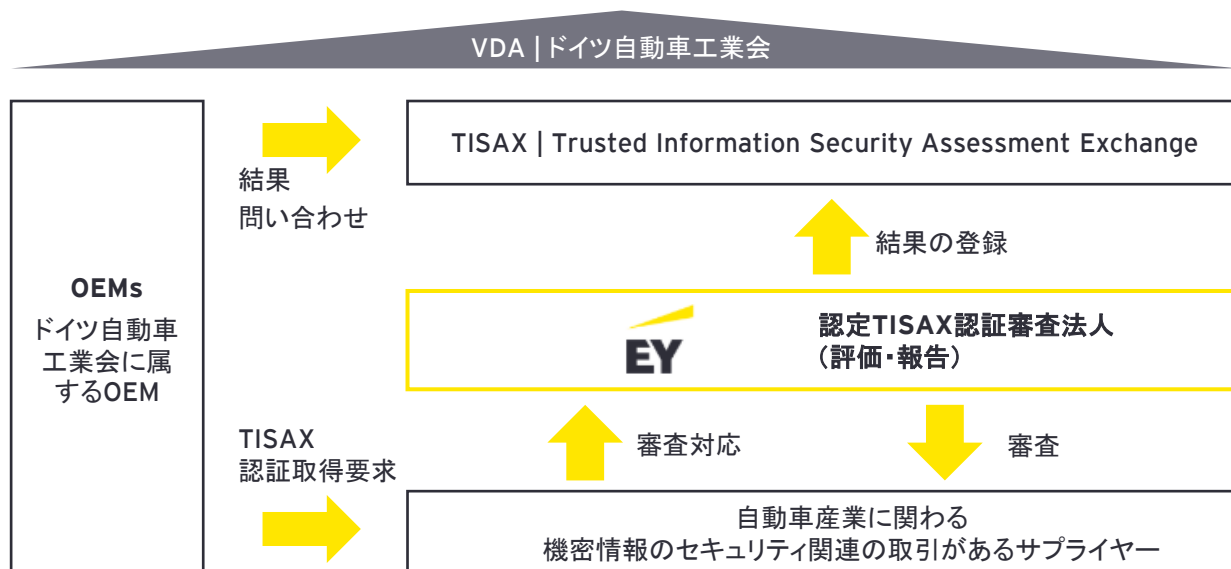 VDA | ドイツ自動車工業会
結果
問い合わせ
TISAX | Trusted Information Security Assessment Exchange
結果の登録
OEMs
ドイツ自動車
工業会に属
するOEM
EY
認定TISAX認証審査法人
（評価・報告）
TISAX
認証取得要求
審査対応
審査
自動車産業に関わる
機密情報のセキュリティ関連の取引があるサプライヤー